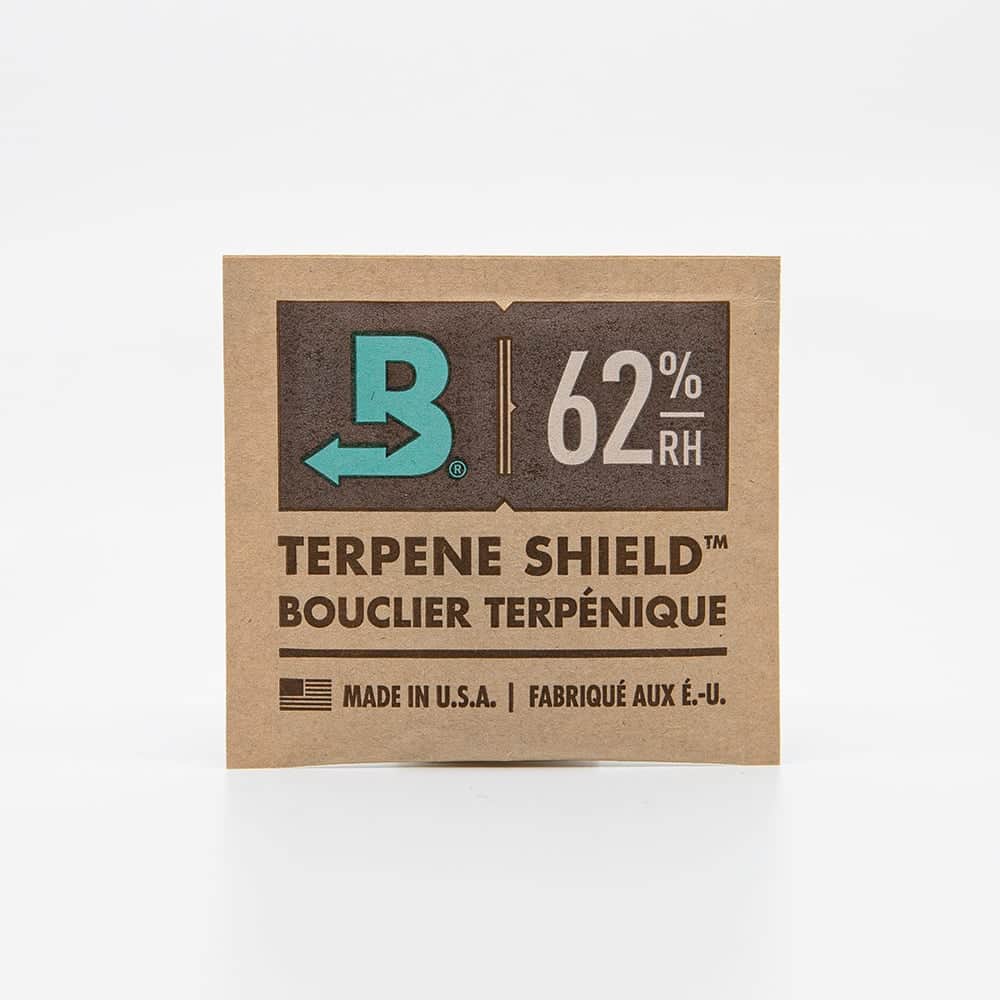 B®
62% RH
TERPENE SHIELD™
BOUCLIER TERPÉNIQUE
MADE IN U.S.A. | FABRIQUÉ AUX É.-U.